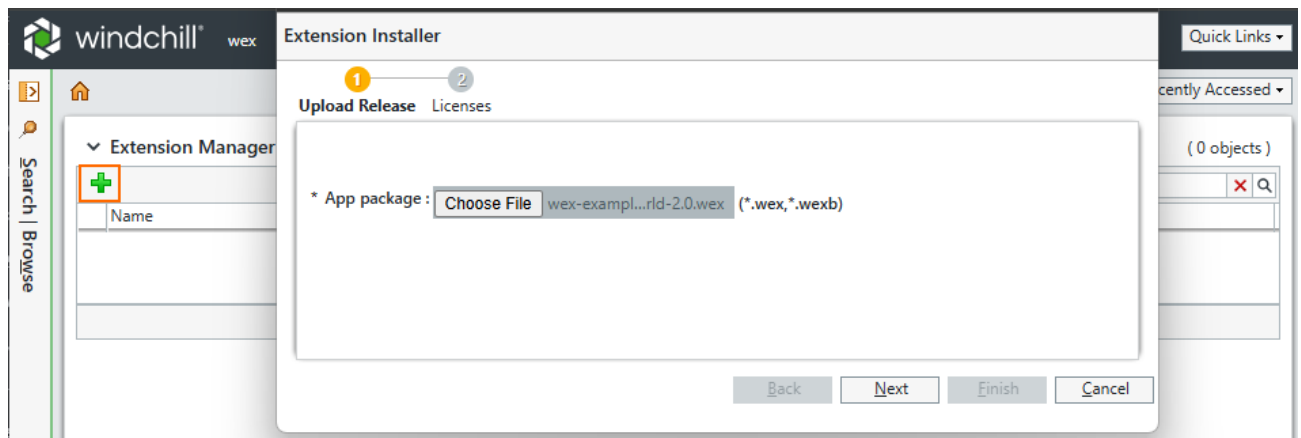 windchill® wex
Extension Installer
Quick Links
1 2
Upload Release Licenses
cently Accessed
Extension Manager
( 0 objects )
* App package : Choose File wex-exampl...rld-2.0.wex (*.wex,*.wexb)
Name
Search | Browse
Back Next Finish Cancel